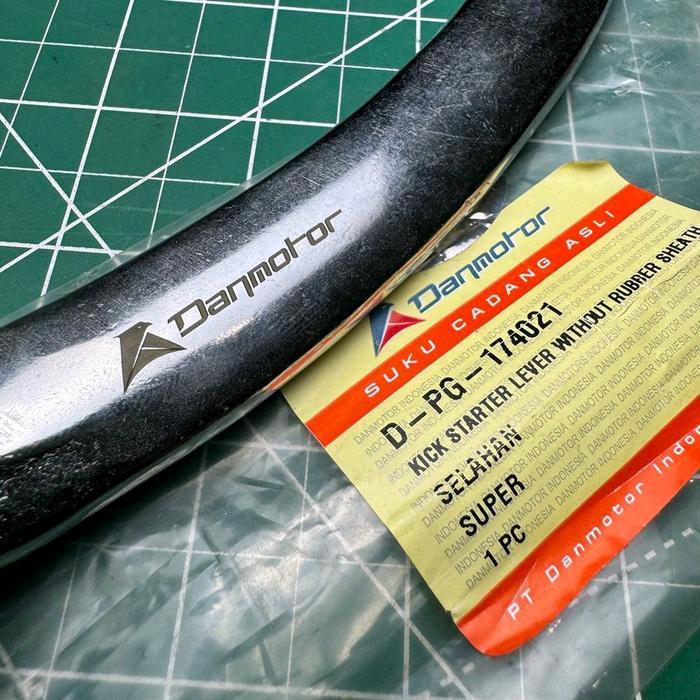 Danmotor
Danmotor
SUKU CADANG ASLI
D-PG-174021
KICK STARTER LEVER WITHOUT RUBBER SHEATH
SELAHAN
SUPER
1 PC
PT Danmotor Indon